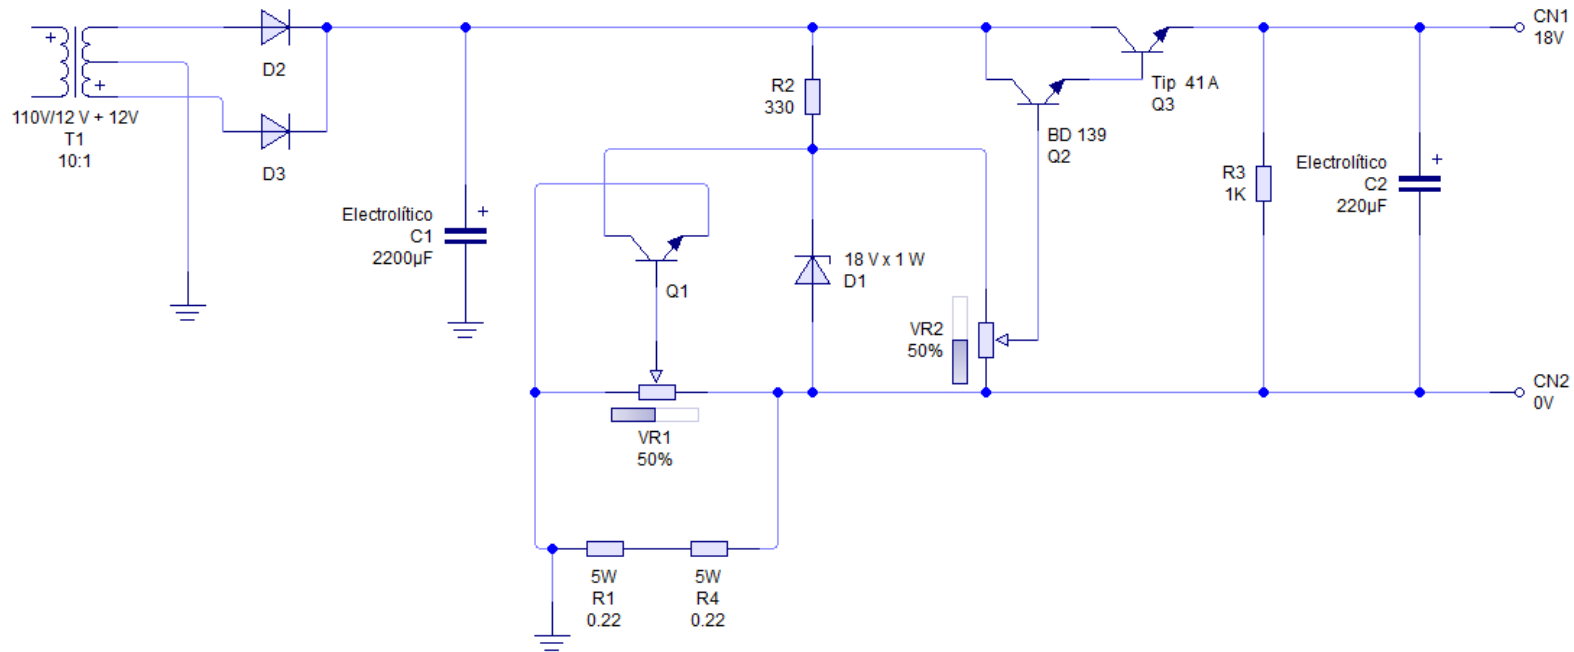 110V/12 V + 12V
T1
10:1
D2
D3
+
+
Electrolítico
C1
2200µF
+
R2
330
Q1
18 V x 1 W
D1
VR1
50%
VR2
50%
5W
R1
0.22
5W
R4
0.22
BD 139
Q2
Tip 41A
Q3
R3
1K
Electrolítico
C2
220µF
+
CN1
18V
CN2
0V